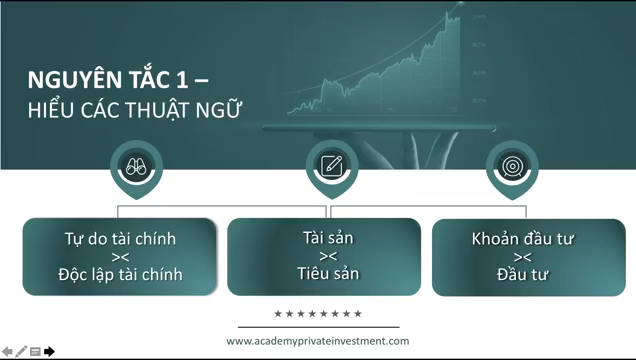 NGUYÊN TẮC 1 –
HIỂU CÁC THUẬT NGỮ
Tự do tài chính
><
Độc lập tài chính
Tài sản
><
Tiêu sản
Khoản đầu tư
><
Đầu tư
www.academyprivateinvestment.com